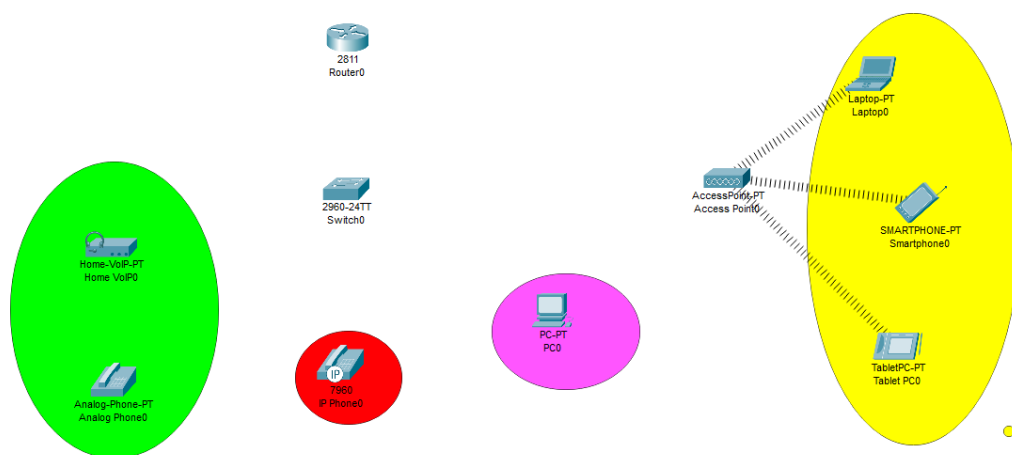 2811
Router0
Laptop-PT
Laptop0
AccessPoint-PT
Access Point0
2960-24TT
Switch0
SMARTPHONE-PT
Smartphone0
Home-VoIP-PT
Home VoIP0
PC-PT
PC0
TabletPC-PT
Tablet PC0
IP
7960
IP Phone0
Analog-Phone-PT
Analog Phone0